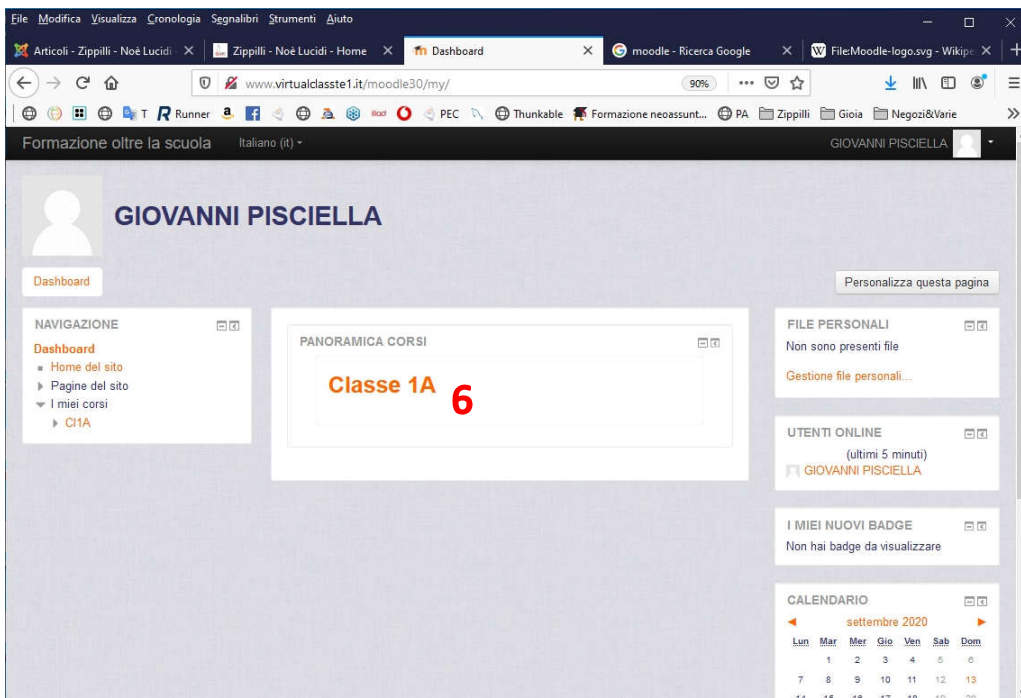 File Modifica Visualizza Cronologia Segnalibri Strumenti Aiuto
Articoli - Zippilli - Noè Lucidi - Zippilli - Noè Lucidi - Home Dashboard moodle - Ricerca Google File:Moodle-logo.svg - Wikipe
www.virtualclasste1.it/moodle30/my/ 90%
T Runner PEC Thunkable Formazione neoassunt... PA Zippilli Gioia Negozi&Varie
Formazione oltre la scuola Italiano (it) GIOVANNI PISCIELLA
GIOVANNI PISCIELLA
Dashboard Personalizza questa pagina
NAVIGAZIONE
Dashboard
Home del sito
Pagine del sito
I miei corsi
Cl1A
PANORAMICA CORSI
Classe 1A
6
FILE PERSONALI
Non sono presenti file
Gestione file personali...
UTENTI ONLINE
(ultimi 5 minuti)
GIOVANNI PISCIELLA
I MIEI NUOVI BADGE
Non hai badge da visualizzare
CALENDARIO
settembre 2020
Lun Mar Mer Gio Ven Sab Dom
1 2 3 4 5 6
7 8 9 10 11 12 13